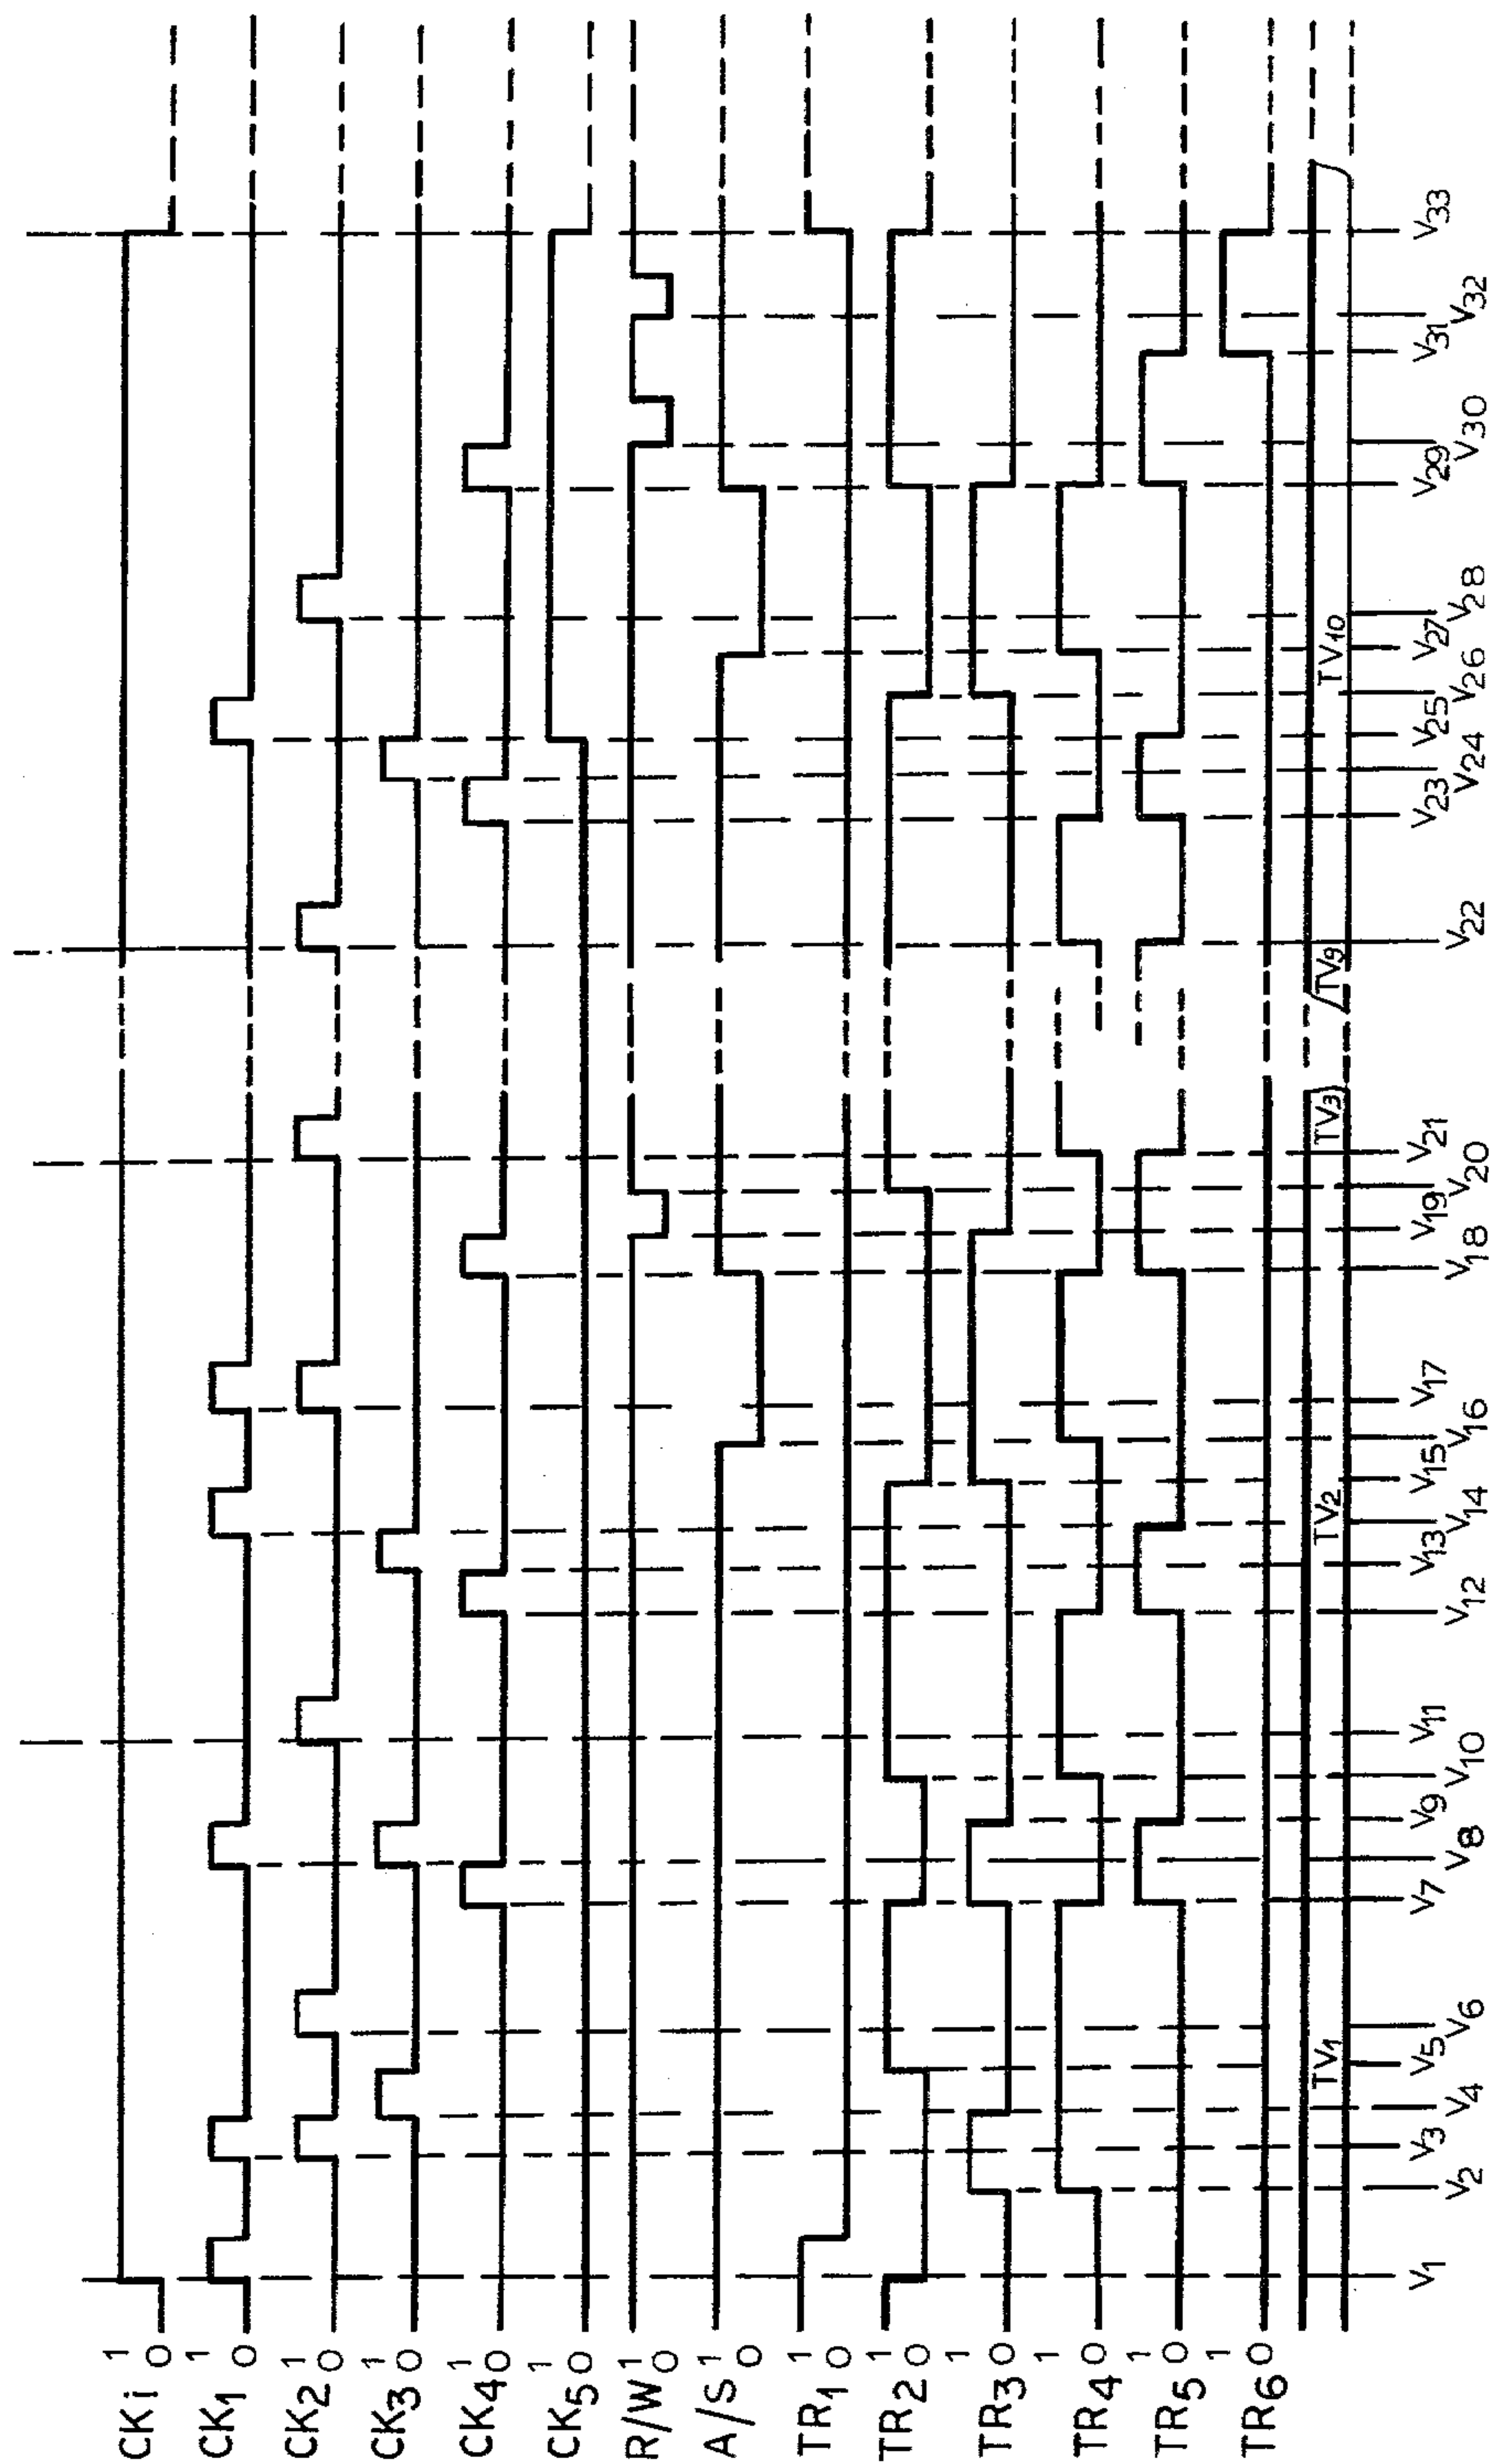 CKi 1 0
CK1 1 0
CK2 1 0
CK3 1 0
CK4 1 0
CK5 1 0
R/W 1 0
A/S 1 0
TR1 1 0
TR2 1 0
TR3 1 0
TR4 1 0
TR5 1 0
TR6 1 0
TV1 TV2 TV3 TV9 TV10
V1 V2 V3 V4 V5 V6 V7 V8 V9 V10 V11 V12 V13 V14 V15 V16 V17 V18 V19 V20 V21 V22 V23 V24 V25 V26 V27 V28 V29 V30 V31 V32 V33